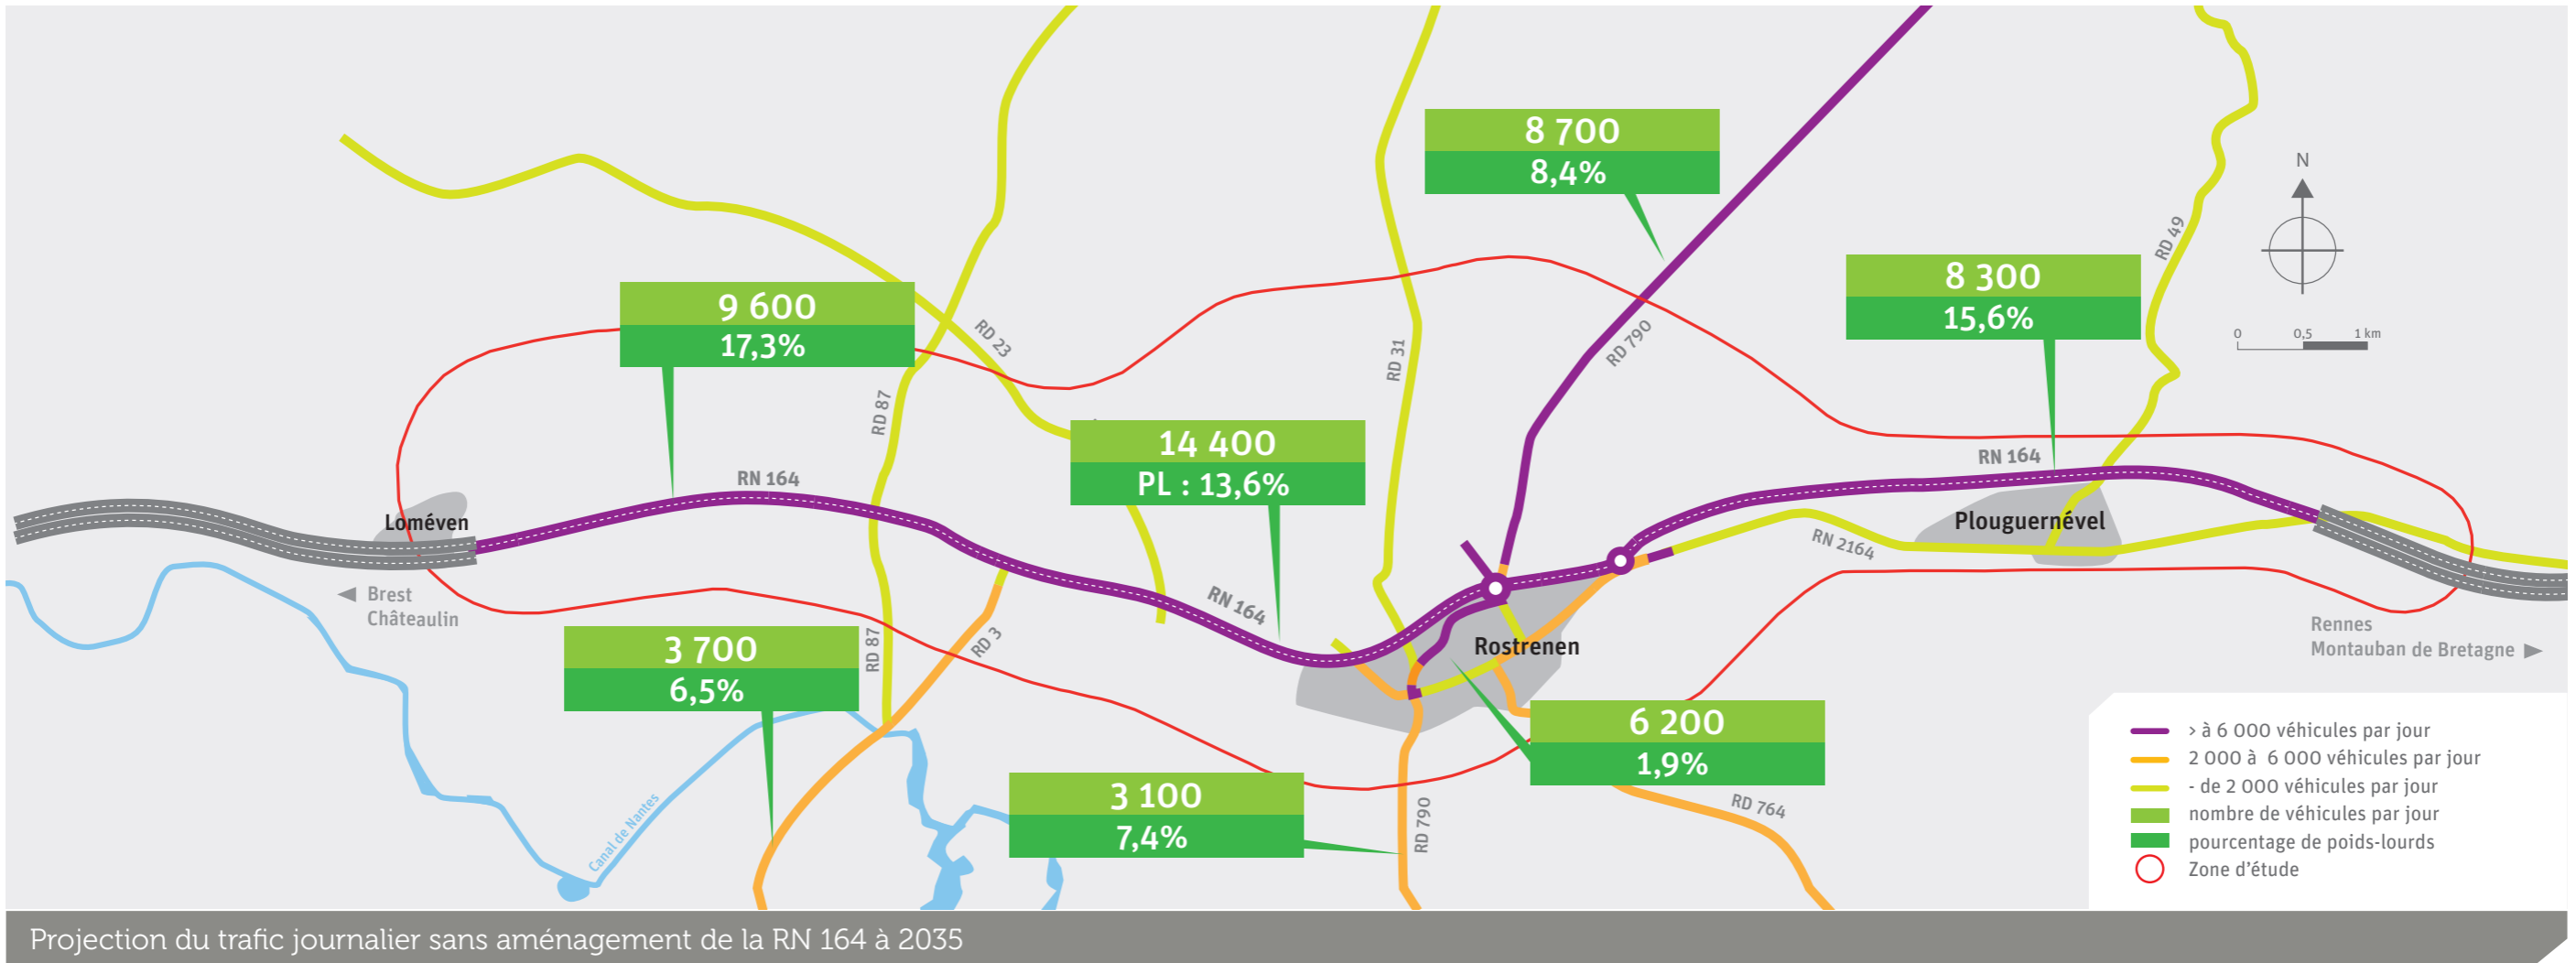 8 700
8,4%
N
RD 49
8 300
15,6%
0 0,5 1 km
9 600
17,3%
RD 23
RD 31
RD 790
RD 87
14 400
PL : 13,6%
RN 164
RN 164
Loméven
Plouguernével
RN 2164
Brest
Châteaulin
RN 164
Rostrenen
Rennes
Montauban de Bretagne
RD 87
RD 3
3 700
6,5%
6 200
1,9%
3 100
7,4%
RD 790
RD 764
Canal de Nantes
> à 6 000 véhicules par jour
2 000 à 6 000 véhicules par jour
- de 2 000 véhicules par jour
nombre de véhicules par jour
pourcentage de poids-lourds
Zone d'étude
Projection du trafic journalier sans aménagement de la RN 164 à 2035